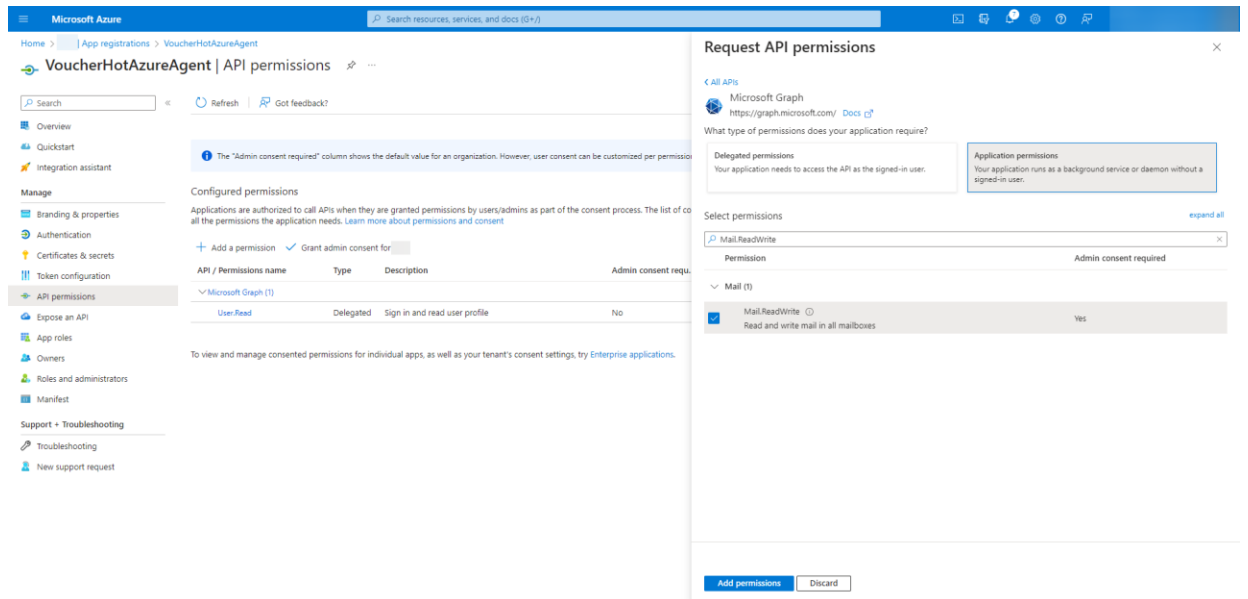 Microsoft Azure
Search resources, services, and docs (G+/)
7
Home > | App registrations > VoucherHotAzureAgent
VoucherHotAzureAgent | API permissions
Search
Refresh
Got feedback?
Overview
Quickstart
Integration assistant
Manage
Branding & properties
Authentication
Certificates & secrets
Token configuration
API permissions
Expose an API
App roles
Owners
Roles and administrators
Manifest
Support + Troubleshooting
Troubleshooting
New support request
The "Admin consent required" column shows the default value for an organization. However, user consent can be customized per permission
Configured permissions
Applications are authorized to call APIs when they are granted permissions by users/admins as part of the consent process. The list of co
all the permissions the application needs. Learn more about permissions and consent
Add a permission
Grant admin consent for
API / Permissions name
Type
Description
Admin consent requ.
Microsoft Graph (1)
User.Read
Delegated
Sign in and read user profile
No
To view and manage consented permissions for individual apps, as well as your tenant's consent settings, try Enterprise applications.
Request API permissions
All APIs
Microsoft Graph
https://graph.microsoft.com/ Docs
What type of permissions does your application require?
Delegated permissions
Your application needs to access the API as the signed-in user.
Application permissions
Your application runs as a background service or daemon without a
signed-in user.
Select permissions
expand all
Mail.ReadWrite
Permission
Admin consent required
Mail (1)
Mail.ReadWrite
Read and write mail in all mailboxes
Yes
Add permissions
Discard